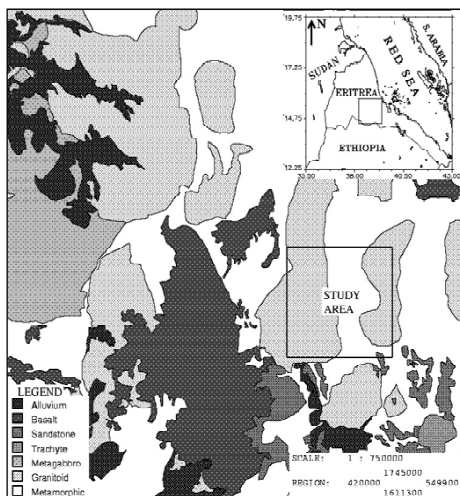 19.75
N
17.25
14.75
12.25
33.00
36.00
40.00
43.00
SUDAN
RED SEA
S. ARABIA
ERITREA
ETHIOPIA
STUDY
AREA
LEGEND
Alluvium
Basalt
Sandstone
Trachyte
Metagabbro
Granitoid
Metamorphic
SCALE: 1 : 750000
1745000
REGION: 420000 549900
1611300